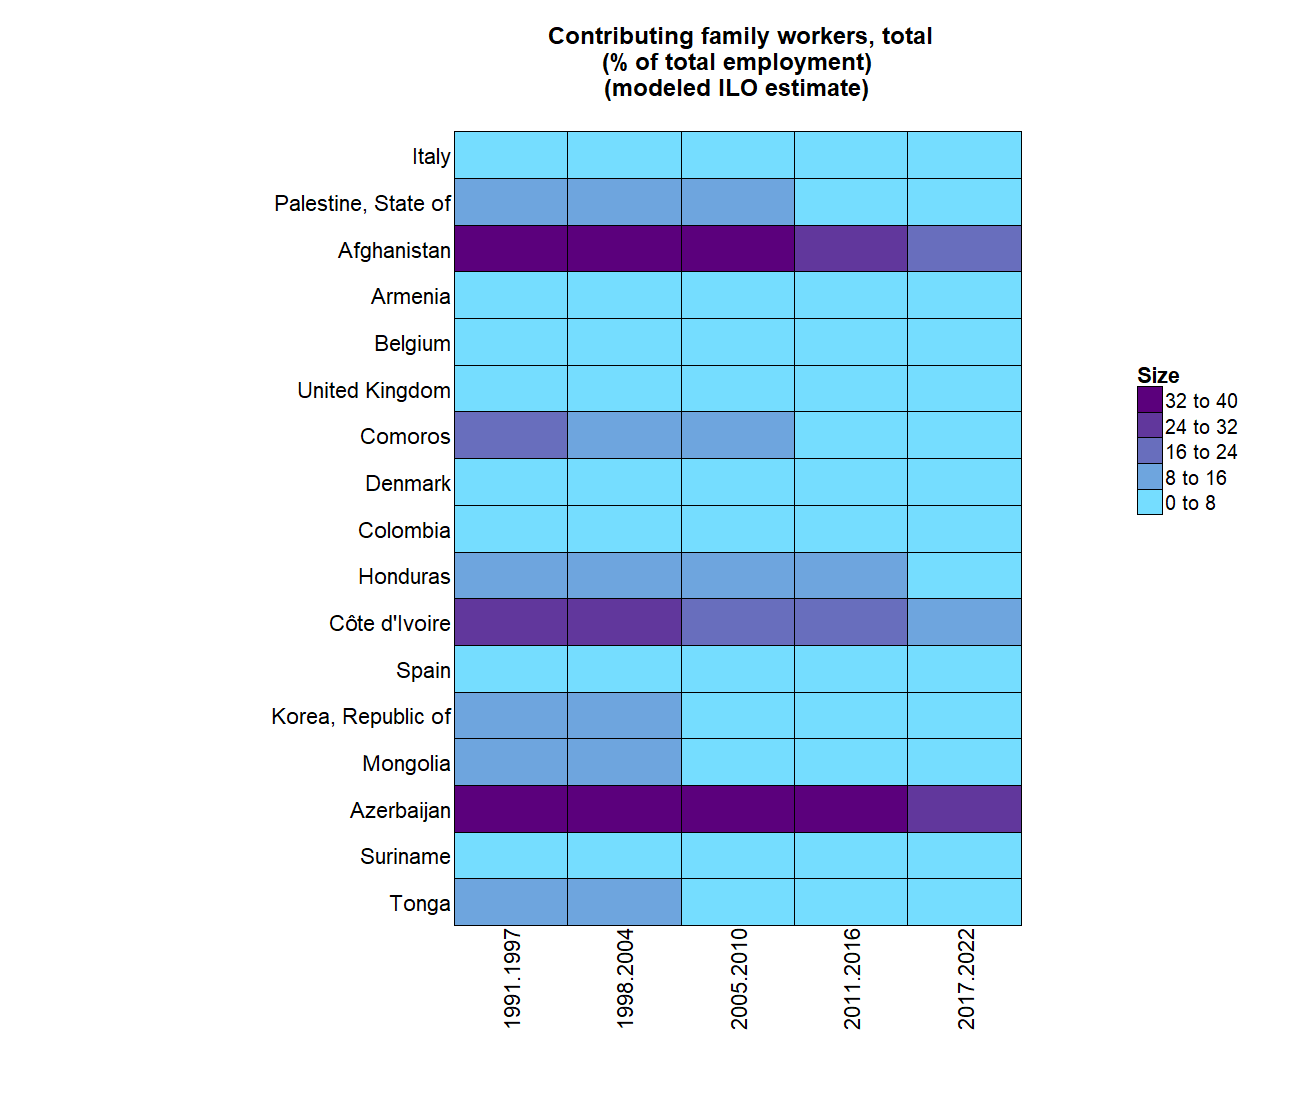 Contributing family workers, total
(% of total employment)
(modeled ILO estimate)
Italy
Palestine, State of
Afghanistan
Armenia
Belgium
United Kingdom
Comoros
Denmark
Colombia
Honduras
Côte d'Ivoire
Spain
Korea, Republic of
Mongolia
Azerbaijan
Suriname
Tonga
1991.1997
1998.2004
2005.2010
2011.2016
2017.2022
Size
32 to 40
24 to 32
16 to 24
8 to 16
0 to 8